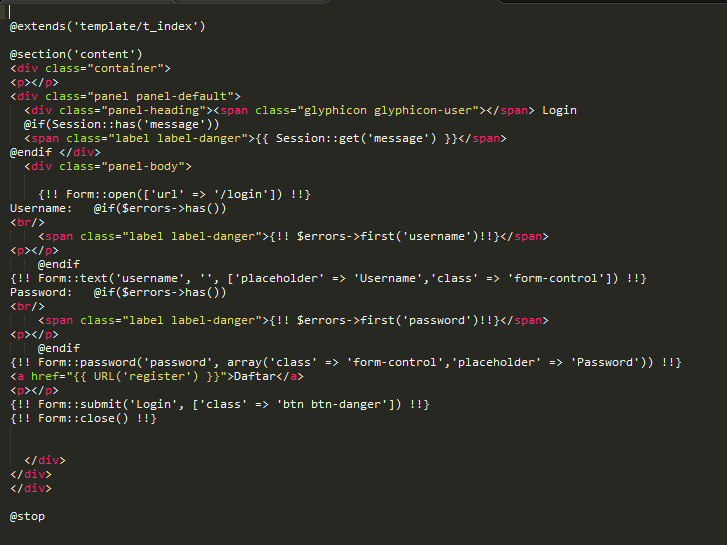 @extends('template/t_index')
@section('content')
<div class="container">
<p></p>
<div class="panel panel-default">
<div class="panel-heading"><span class="glyphicon glyphicon-user"></span> Login
@if(Session::has('message'))
<span class="label label-danger">{{ Session::get('message') }}</span>
@endif </div>
<div class="panel-body">
{!! Form::open(['url' => '/login']) !!}
Username:   @if($errors->has())
<br/>
<span class="label label-danger">{!! $errors->first('username')!!}</span>
<p></p>
@endif
{!! Form::text('username', '', ['placeholder' => 'Username','class' => 'form-control']) !!}
Password:   @if($errors->has())
<br/>
<span class="label label-danger">{!! $errors->first('password')!!}</span>
<p></p>
@endif
{!! Form::password('password', array('class' => 'form-control','placeholder' => 'Password')) !!}
<a href="{{ URL('register') }}">Daftar</a>
<p></p>
{!! Form::submit('Login', ['class' => 'btn btn-danger']) !!}
{!! Form::close() !!}
</div>
</div>
</div>
@stop